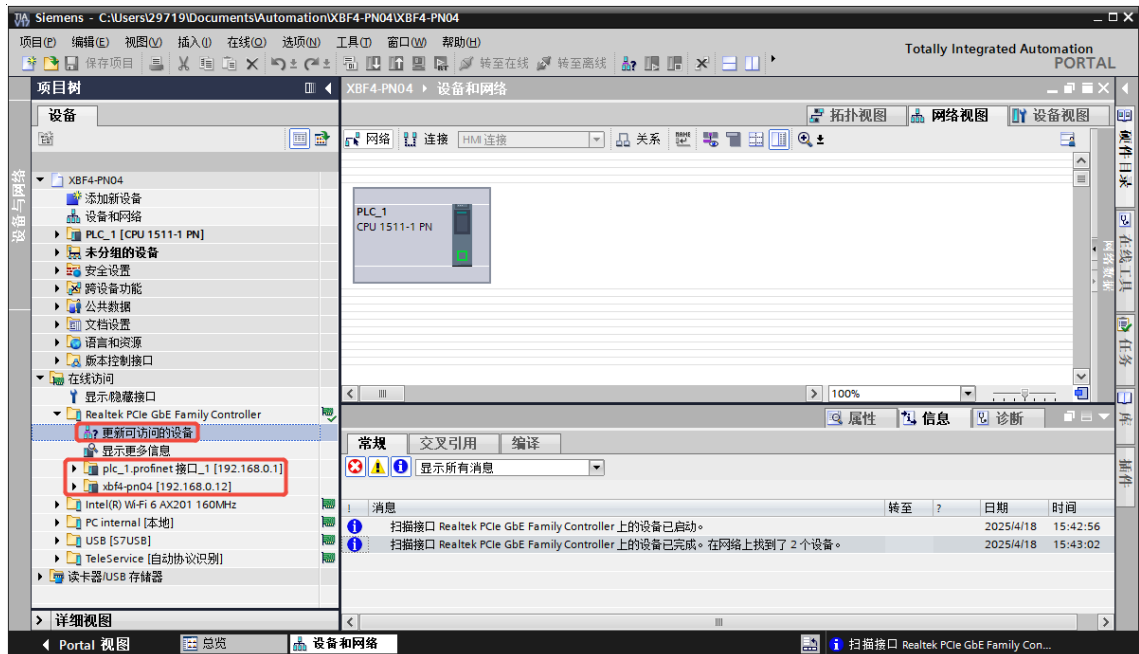 Siemens - C:\Users\29719\Documents\Automation\XBF4-PN04\XBF4-PN04
项目(P) 编辑(E) 视图(V) 插入(I) 在线(O) 选项(N) 工具(T) 窗口(W) 帮助(H)
Totally Integrated Automation
PORTAL
保存项目 转至在线 转至离线
项目树
XBF4-PN04 设备和网络
设备
拓扑视图 网络视图 设备视图
网络 连接 HMI 连接 关系
设备与网络
XBF4-PN04
添加新设备
设备和网络
PLC_1 [CPU 1511-1 PN]
未分组的设备
安全设置
跨设备功能
公共数据
文档设置
语言和资源
版本控制接口
在线访问
显示/隐藏接口
Realtek PCIe GbE Family Controller
更新可访问的设备
显示更多信息
plc_1.profinet 接口_1 [192.168.0.1]
xbf4-pn04 [192.168.0.12]
Intel(R) Wi-Fi 6 AX201 160MHz
PC internal [本地]
USB [S7USB]
TeleService [自动协议识别]
读卡器/USB 存储器
详细视图
PLC_1
CPU 1511-1 PN
网络数据
100%
属性 信息 诊断
常规 交叉引用 编译
显示所有消息
! 消息 转至 ? 日期 时间
扫描接口 Realtek PCIe GbE Family Controller 上的设备已启动。 2025/4/18 15:42:56
扫描接口 Realtek PCIe GbE Family Controller 上的设备已完成。在网络上找到了 2 个设备。 2025/4/18 15:43:02
硬件目录
在线工具
任务
库
插件
Portal 视图 总览 设备和网络 扫描接口 Realtek PCIe GbE Family Con...